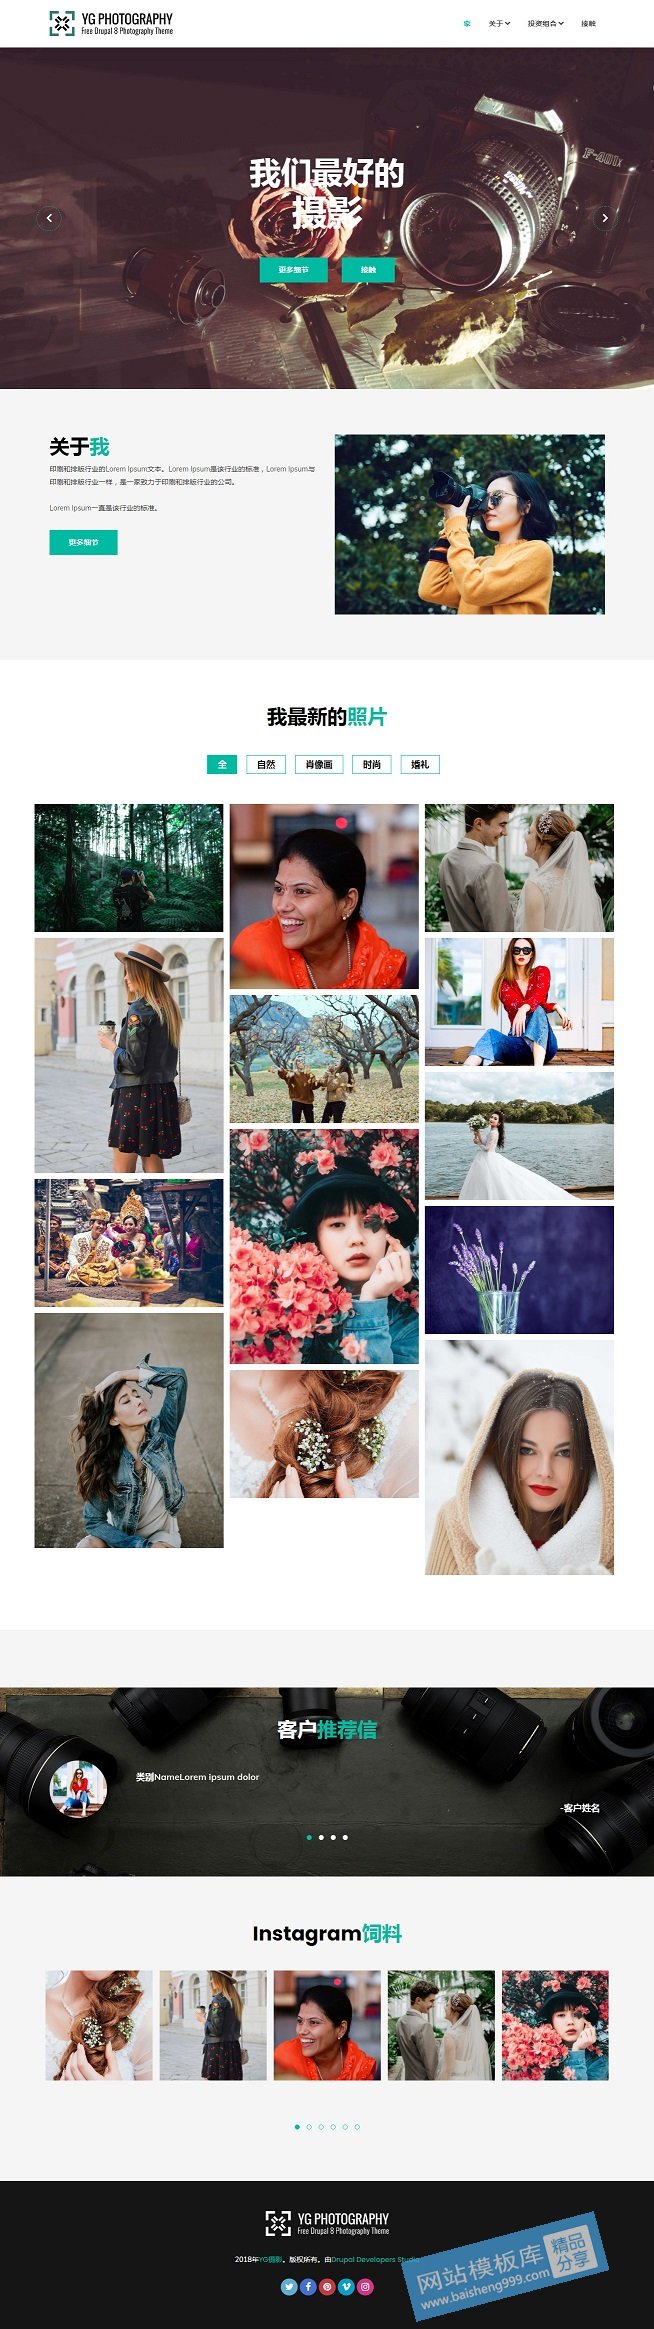 YG PHOTOGRAPHY
Free Drupal 8 Photography Theme
家 关于 投资组合 接触
F-401x
我们最好的
摄影
更多细节 接触
关于我
印刷和排版行业的Lorem Ipsum文本。Lorem Ipsum是该行业的标准，Lorem Ipsum与
印刷和排版行业一样，是一家致力于印刷和排版行业的公司。
Lorem Ipsum一直是该行业的标准。
更多细节
我最新的照片
全 自然 肖像画 时尚 婚礼
客户推荐信
类别NameLorem ipsum dolor
-客户姓名
Instagram饲料
YG PHOTOGRAPHY
Free Drupal 8 Photography Theme
2018年YG摄影。版权所有。由Drupal Developers Studio
网站模板库
精品
分享
www.baisheng999.com